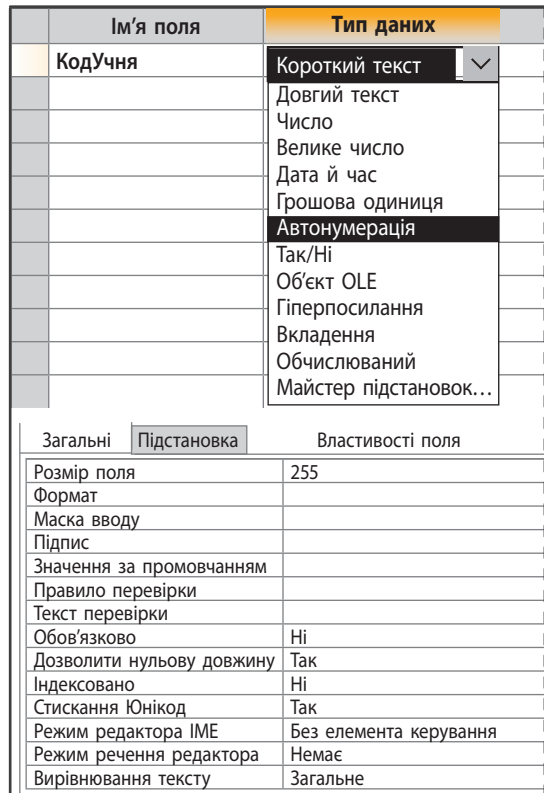 Ім'я поля Тип даних
КодУчня Короткий текст
Довгий текст
Число
Велике число
Дата й час
Грошова одиниця
Автонумерація
Так/Ні
Об'єкт OLE
Гіперпосилання
Вкладення
Обчислюваний
Майстер підстановок...
Загальні Підстановка Властивості поля
Розмір поля 255
Формат
Маска вводу
Підпис
Значення за промовчанням
Правило перевірки
Текст перевірки
Обов'язково Ні
Дозволити нульову довжину Так
Індексовано Ні
Стискання Юнікод Так
Режим редактора IME Без елемента керування
Режим речення редактора Немає
Вирівнювання тексту Загальне